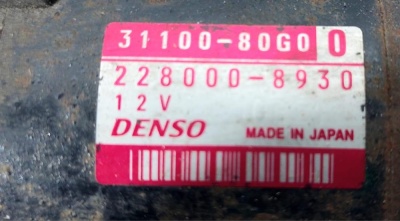 31100-80G0 0
228000-8930
12V
DENSO MADE IN JAPAN